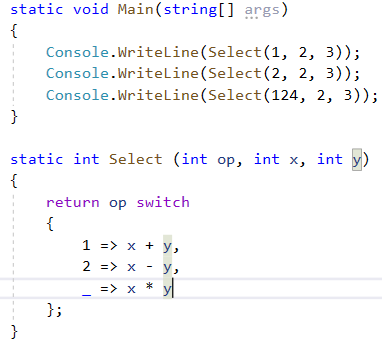 static void Main(string[] args)
{
    Console.WriteLine(Select(1, 2, 3));
    Console.WriteLine(Select(2, 2, 3));
    Console.WriteLine(Select(124, 2, 3));
}
static int Select (int op, int x, int y)
{
    return op switch
    {
        1 => x + y,
        2 => x - y,
        _ => x * y
    };
}